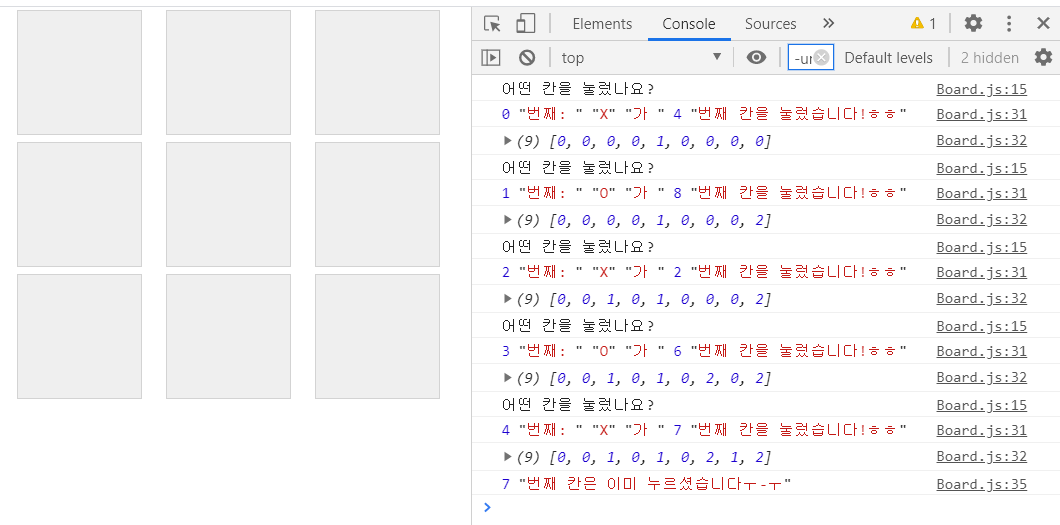 Elements Console Sources » 1
top ▼ -ur Default levels 2 hidden
어떤 칸을 눌렀나요? Board.js:15
0 "번째: " "X" "가 " 4 "번째 칸을 눌렀습니다!ㅎㅎ" Board.js:31
▶(9) [0, 0, 0, 0, 1, 0, 0, 0, 0] Board.js:32
어떤 칸을 눌렀나요? Board.js:15
1 "번째: " "O" "가 " 8 "번째 칸을 눌렀습니다!ㅎㅎ" Board.js:31
▶(9) [0, 0, 0, 0, 1, 0, 0, 0, 2] Board.js:32
어떤 칸을 눌렀나요? Board.js:15
2 "번째: " "X" "가 " 2 "번째 칸을 눌렀습니다!ㅎㅎ" Board.js:31
▶(9) [0, 0, 1, 0, 1, 0, 0, 0, 2] Board.js:32
어떤 칸을 눌렀나요? Board.js:15
3 "번째: " "O" "가 " 6 "번째 칸을 눌렀습니다!ㅎㅎ" Board.js:31
▶(9) [0, 0, 1, 0, 1, 0, 2, 0, 2] Board.js:32
어떤 칸을 눌렀나요? Board.js:15
4 "번째: " "X" "가 " 7 "번째 칸을 눌렀습니다!ㅎㅎ" Board.js:31
▶(9) [0, 0, 1, 0, 1, 0, 2, 1, 2] Board.js:32
7 "번째 칸은 이미 누르셨습니다ㅜ-ㅜ" Board.js:35